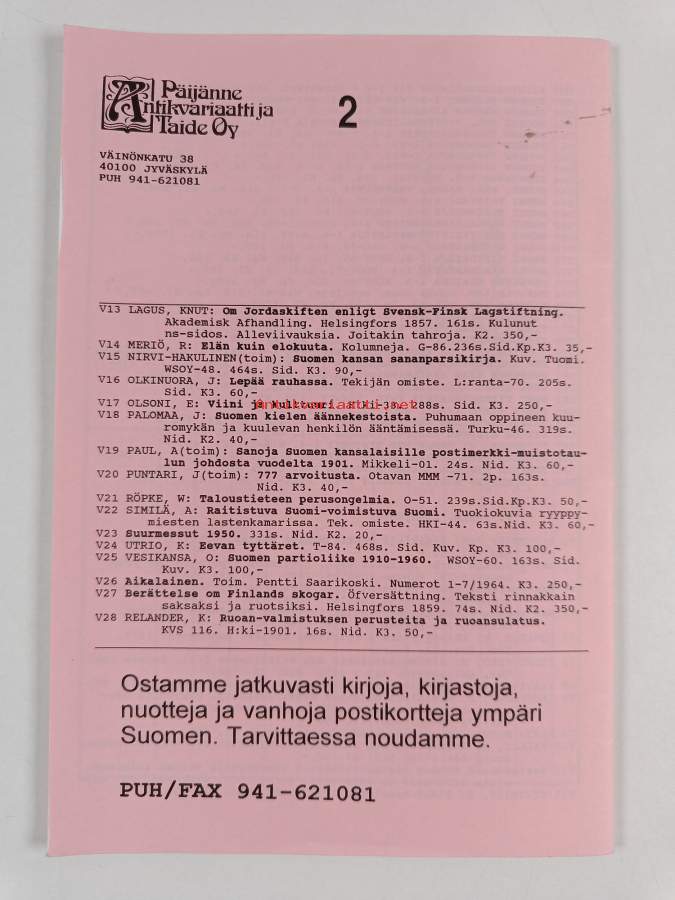 Päijänne
Antikvariaatti ja
Taide Oy
2
VÄINÖNKATU 38
40100 JYVÄSKYLÄ
PUH 941-621081
V13 LAGUS, KNUT: Om Jordaskiften enligt Svensk-Finsk Lagstiftning.
Akademisk Afhandling. Helsingfors 1857. 161s. Kulunut
ns-sidos. Alleviivauksia. Joitakin tahroja. K2. 350,-
V14 MERIÖ, R: Elän kuin elokuuta. Kolumneja. G-86.236s.Sid.Kp.K3. 35,-
V15 NIRVI-HAKULINEN(toim): Suomen kansan sananparsikirja. Kuv. Tuomi.
WSOY-48. 464s. Sid. K3. 90,-
V16 OLKINUORA, J: Lepää rauhassa. Tekijän omiste. L:ranta-70. 205s.
Sid. K3. 60,-
V17 OLSONI, E: Viini ja 288s. Sid. K3. 250,-
Antikvariaatti.net
V18 PALOMAA, J: Suomen kielen äännekestoista. Puhumaan oppineen kuu-
romykän ja kuulevan henkilön ääntämisessä. Turku-46. 319s.
Nid. K2. 40,-
V19 PAUL, A(toim): Sanoja Suomen kansalaisille postimerkki-muistotau-
lun johdosta vuodelta 1901. Mikkeli-01. 24s. Nid. K3. 60,-
V20 PUNTARI, J(toim): 777 arvoitusta. Otavan MMM -71. 2p. 163s.
Nid. K3. 40,-
V21 RÖPKE, W: Taloustieteen perusongelmia. O-51. 239s.Sid.Kp.K3. 50,-
V22 SIMILÄ, A: Raitistuva Suomi-voimistuva Suomi. Tuokiokuvia ryyppy-
miesten lastenkamarissa. Tek. omiste. HKI-44. 63s.Nid. K3. 60,-
V23 Suurmessut 1950. 331s. Nid. K2. 20,-
V24 UTRIO, K: Eevan tyttäret. T-84. 468s. Sid. Kuv. Kp. K3. 100,-
V25 VESIKANSA, O: Suomen partioliike 1910-1960. WSOY-60. 163s. Sid.
Kuv. K3. 100,-
V26 Aikalainen. Toim. Pentti Saarikoski. Numerot 1-7/1964. K3. 250,-
V27 Berättelse om Finlands skogar. Öfversättning. Teksti rinnakkain
saksaksi ja ruotsiksi. Helsingfors 1859. 74s. Nid. K2. 350,-
V28 RELANDER, K: Ruoan-valmistuksen perusteita ja ruoansulatus.
KVS 116. H:ki-1901. 16s. Nid. K3. 50,-
Ostamme jatkuvasti kirjoja, kirjastoja,
nuotteja ja vanhoja postikortteja ympäri
Suomen. Tarvittaessa noudamme.
PUH/FAX 941-621081